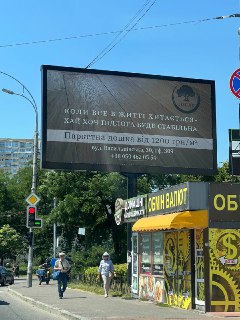 КОЛИ ВСЕ В ЖИТТІ ХИТАЄТЬСЯ-
ХАЙ ХОЧ ПІДЛОГА БУДЕ СТАБІЛЬНА
Паркетна дошка від 1200 грн/м²
ОБМІН ВАЛЮТ
ОБ